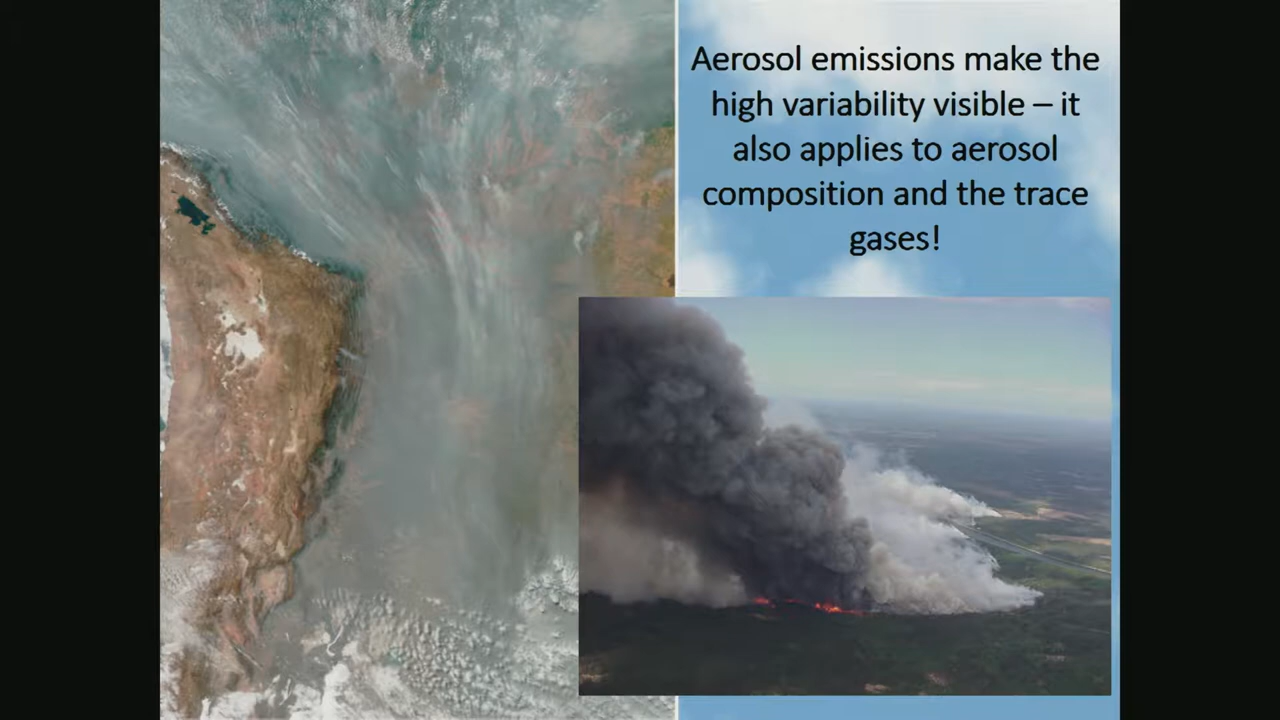 Aerosol emissions make the
high variability visible – it
also applies to aerosol
composition and the trace
gases!